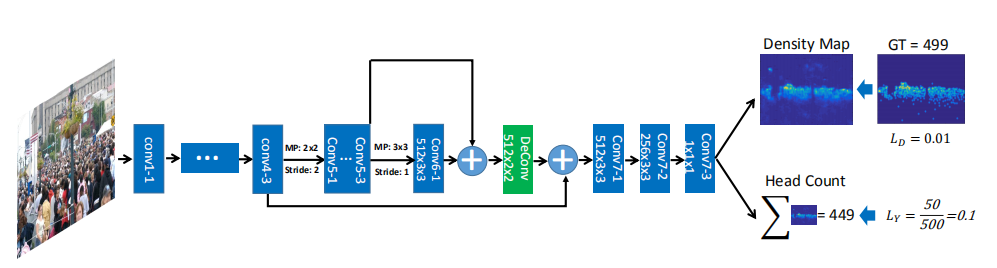 conv1-1
...
conv4-3
MP: 2x2
Stride: 2
Conv5-1
...
Conv5-3
MP: 3x3
Stride: 1
Conv6-1
512x3x3
+
DeConv
512x2x2
+
Conv7-1
512x3x3
Conv7-2
256x3x3
Conv7-3
1x1x1
Density Map
GT = 499
L_D = 0.01
Head Count
∑ = 449
L_Y = 50/500 =0.1